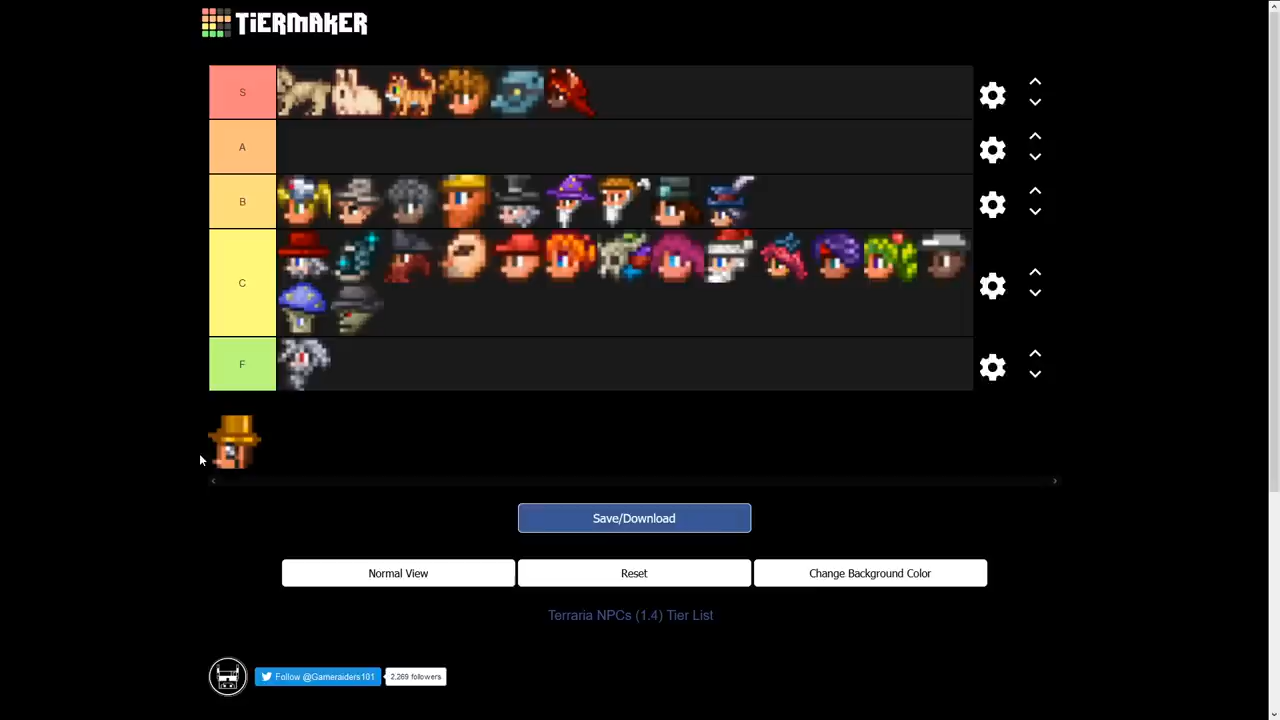 TIERMAKER
S
A
B
C
F
Save/Download
Normal View
Reset
Change Background Color
Terraria NPCs (1.4) Tier List
Follow @Gameraiders101
2,269 followers